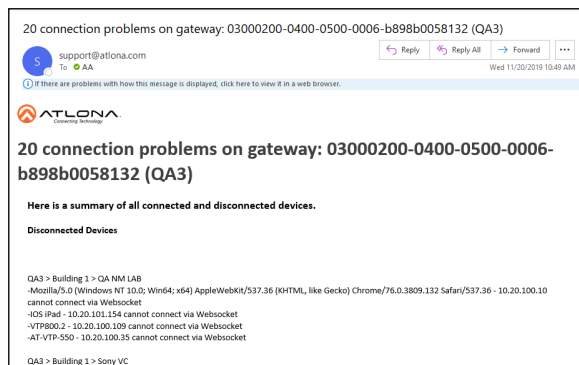 20 connection problems on gateway: 03000200-0400-0500-0006-b898b0058132 (QA3)
S
support@atlona.com
To AA
Reply
Reply All
Forward
...
Wed 11/20/2019 10:49 AM
If there are problems with how this message is displayed, click here to view it in a web browser.
ATLONA.
Connecting Technology
20 connection problems on gateway: 03000200-0400-0500-0006-
b898b0058132 (QA3)
Here is a summary of all connected and disconnected devices.
Disconnected Devices
QA3 > Building 1 > QA NM LAB
-Mozilla/5.0 (Windows NT 10.0; Win64; x64) AppleWebKit/537.36 (KHTML, like Gecko) Chrome/76.0.3809.132 Safari/537.36 - 10.20.100.10
cannot connect via Websocket
-IOS iPad - 10.20.101.154 cannot connect via Websocket
-VTP800.2 - 10.20.100.109 cannot connect via Websocket
-AT-VTP-550 - 10.20.100.35 cannot connect via Websocket
QA3 > Building 1 > Sony VC